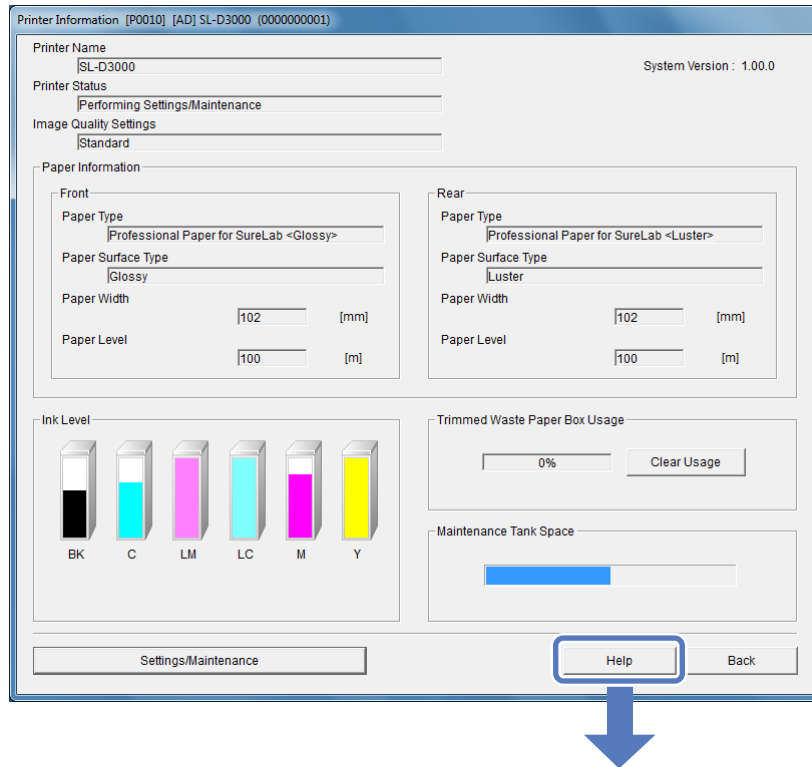 Printer Information [P0010] [AD] SL-D3000 (0000000001)
Printer Name
SL-D3000
System Version : 1.00.0
Printer Status
Performing Settings/Maintenance
Image Quality Settings
Standard
Paper Information
Front
Paper Type
Professional Paper for SureLab <Glossy>
Paper Surface Type
Glossy
Paper Width
102 [mm]
Paper Level
100 [m]
Rear
Paper Type
Professional Paper for SureLab <Luster>
Paper Surface Type
Luster
Paper Width
102 [mm]
Paper Level
100 [m]
Ink Level
BK C LM LC M Y
Trimmed Waste Paper Box Usage
0% Clear Usage
Maintenance Tank Space
Settings/Maintenance Help Back